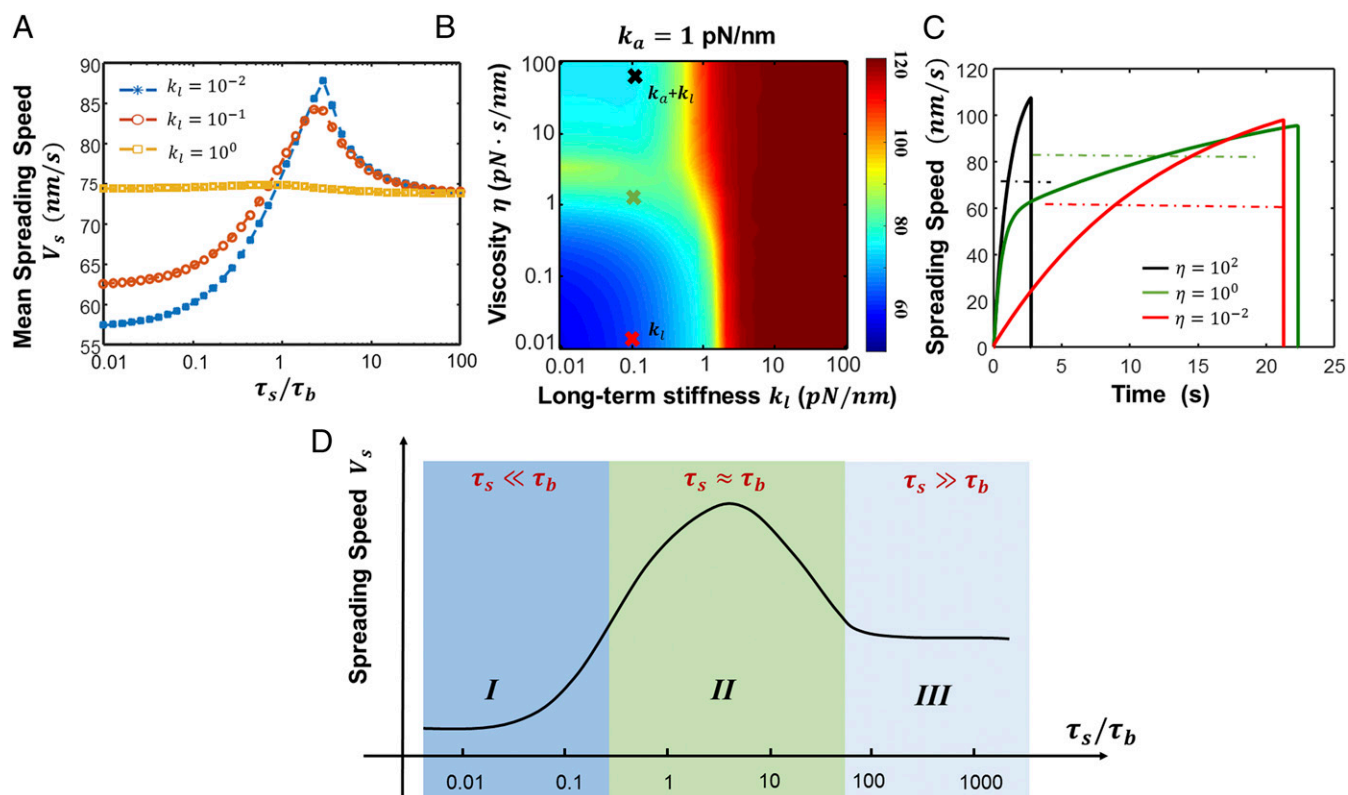 A
Mean Spreading Speed
V_s (nm/s)
90
85
80
75
70
65
60
55
k_l = 10^-2
k_l = 10^-1
k_l = 10^0
0.01
0.1
1
10
100
τ_s/τ_b
B
k_a = 1 pN/nm
Viscosity η (pN · s/nm)
100
10
1
0.1
0.01
k_a+k_l
k_l
0.01
1
100
Long-term stiffness k_l (pN/nm)
120
100
80
60
C
Spreading Speed (nm/s)
120
100
80
60
40
20
0
η = 10^2
η = 10^0
η = 10^-2
5
10
15
20
25
Time (s)
D
Spreading Speed V_s
τ_s ≪ τ_b
τ_s ≈ τ_b
τ_s ≫ τ_b
I
II
III
τ_s/τ_b
0.01
0.1
1
10
100
1000